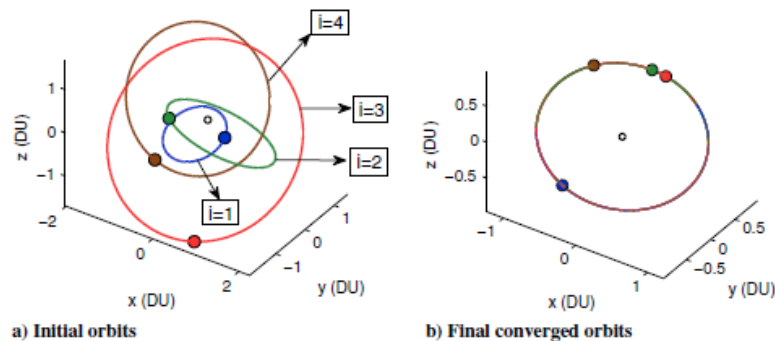 i=4
i=3
i=2
i=1
z (DU)
1
0
−1
−2
0
2
x (DU)
−1
0
1
y (DU)
a) Initial orbits
z (DU)
0.5
0
−0.5
−1
0
1
x (DU)
−0.5
0
0.5
y (DU)
b) Final converged orbits